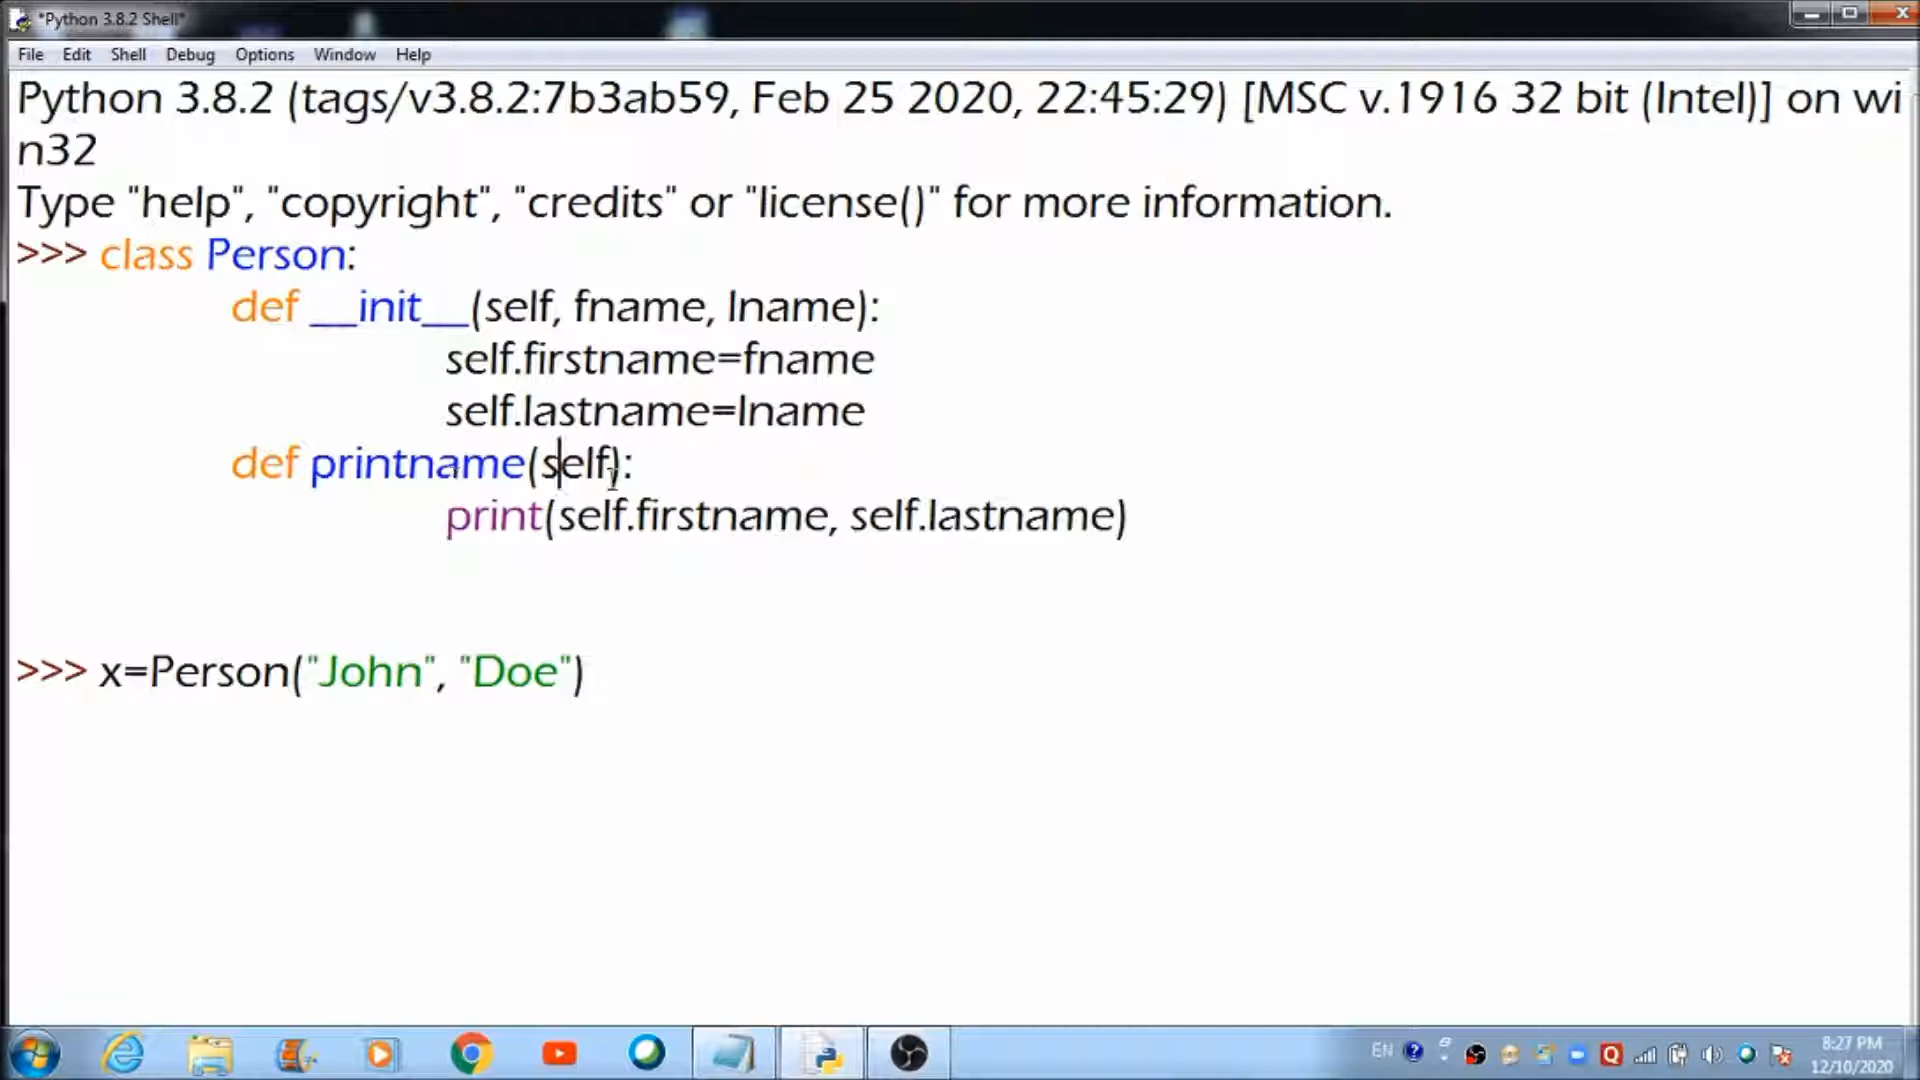 *Python 3.8.2 Shell*
File Edit Shell Debug Options Window Help
Python 3.8.2 (tags/v3.8.2:7b3ab59, Feb 25 2020, 22:45:29) [MSC v.1916 32 bit (Intel)] on wi
n32
Type "help", "copyright", "credits" or "license()" for more information.
>>> class Person:
def __init__(self, fname, lname):
self.firstname=fname
self.lastname=lname
def printname(self):
print(self.firstname, self.lastname)
>>> x=Person("John", "Doe")
EN
8:27 PM
12/10/2020